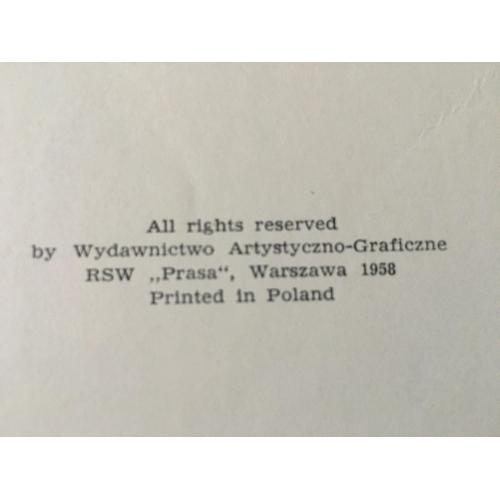 All rights reserved
by Wydawnictwo Artystyczno-Graficzne
RSW „Prasa“, Warszawa 1958
Printed in Poland